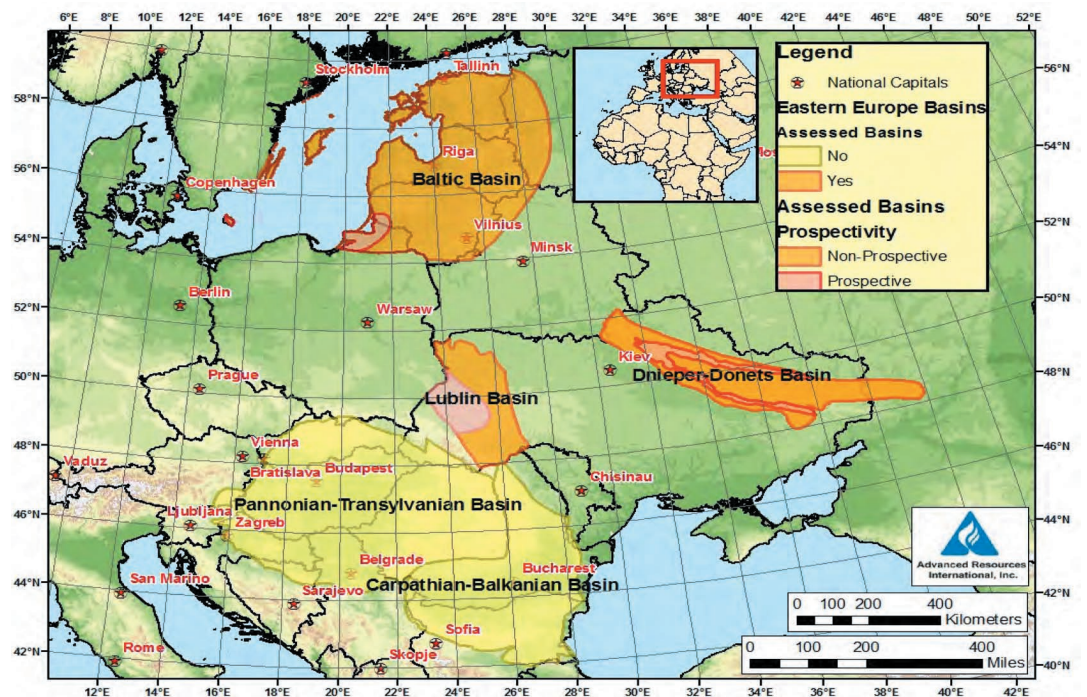 6°E 8°E 10°E 12°E 14°E 16°E 18°E 20°E 22°E 24°E 26°E 28°E 30°E 32°E 34°E 36°E 38°E 40°E 42°E 44°E 46°E 48°E 50°E 52°E
Legend
National Capitals
Eastern Europe Basins
Assessed Basins
No
Yes
Assessed Basins
Prospectivity
Non-Prospective
Prospective
Stockholm
Tallinn
Riga
Baltic Basin
Copenhagen
Vilnius
Minsk
Mos
Berlin
Warsaw
Kiev
Dnieper-Donets Basin
Prague
Lublin Basin
Vienna
Vaduz
Bratislava
Budapest
Chisinau
Pannonian-Transylvanian Basin
Ljubljana
Zagreb
Belgrade
Bucharest
San Marino
Carpathian-Balkanian Basin
Sarajevo
Sofia
Rome
Skopje
58°N
56°N
54°N
52°N
50°N
48°N
46°N
44°N
42°N
56°N
54°N
52°N
50°N
48°N
46°N
44°N
42°N
Advanced Resources
International, Inc.
0 100 200 400
Kilometers
0 100 200 400
Miles
12°E 14°E 16°E 18°E 20°E 22°E 24°E 26°E 28°E 30°E 32°E 34°E 36°E 38°E 40°E 42°E